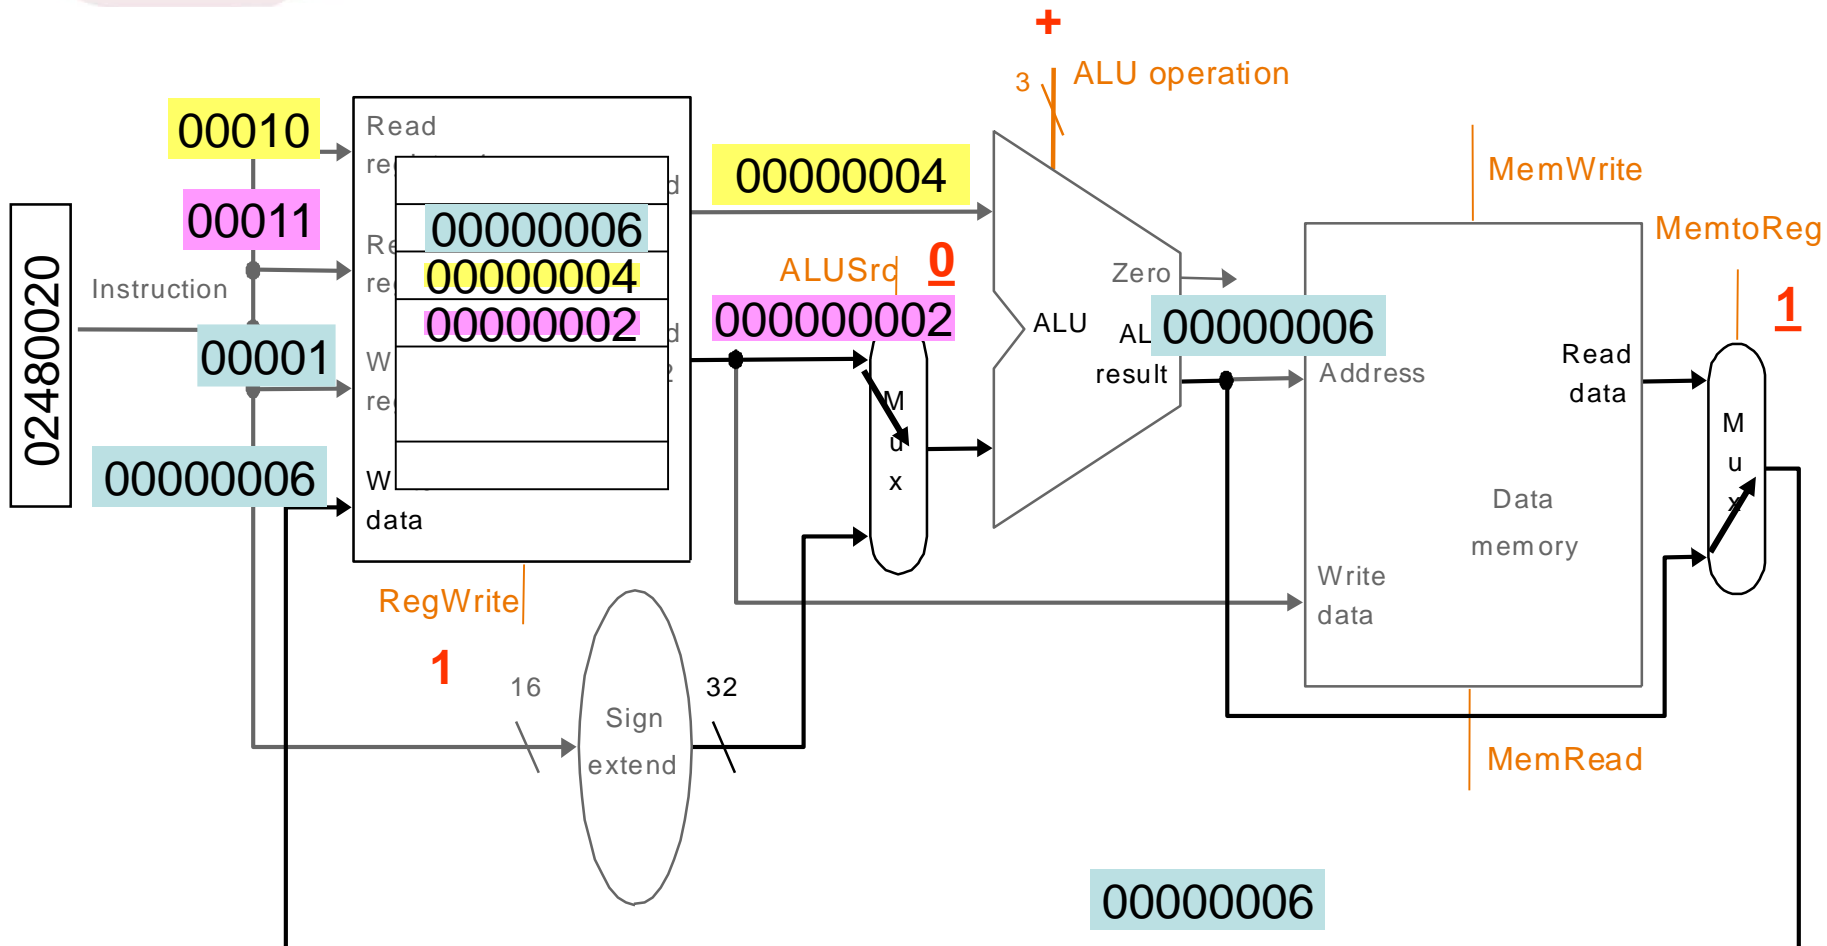 +
3
ALU operation
00010
Read
00000004
MemWrite
00011
MemtoReg
00000006
ALUSrc
0
Zero
00000004
1
02480020
Instruction
000000002
ALU
00000006
00000002
00001
Read
data
result
Address
M
u
x
M
u
x
00000006
data
Data
memory
Write
data
RegWrite
1
16
32
Sign
extend
MemRead
00000006